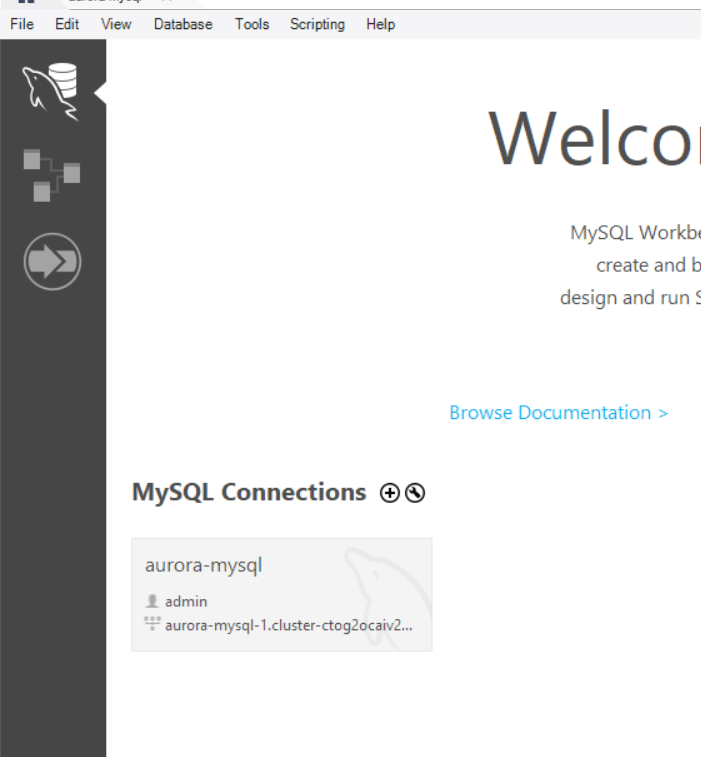 File Edit View Database Tools Scripting Help
MySQL Workbe
create and b
design and run S
Browse Documentation >
MySQL Connections
aurora-mysql
admin
aurora-mysql-1.cluster-ctog2ocaiv2...